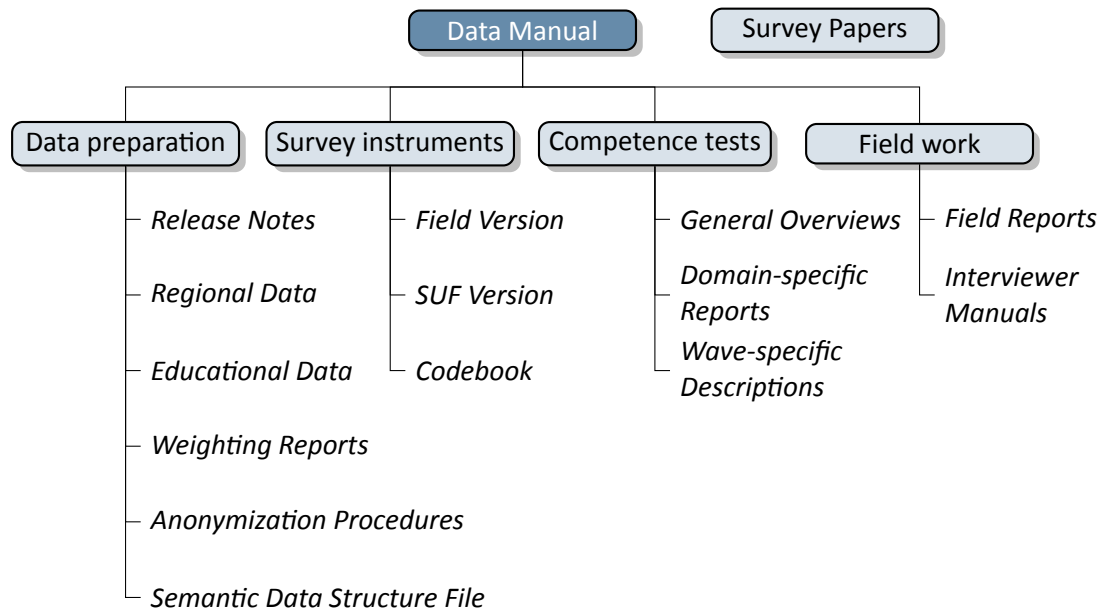 Data Manual
Survey Papers
Data preparation
Survey instruments
Competence tests
Field work
Release Notes
Field Version
General Overviews
Field Reports
Regional Data
SUF Version
Domain-specific
Reports
Interviewer
Manuals
Educational Data
Codebook
Wave-specific
Descriptions
Weighting Reports
Anonymization Procedures
Semantic Data Structure File